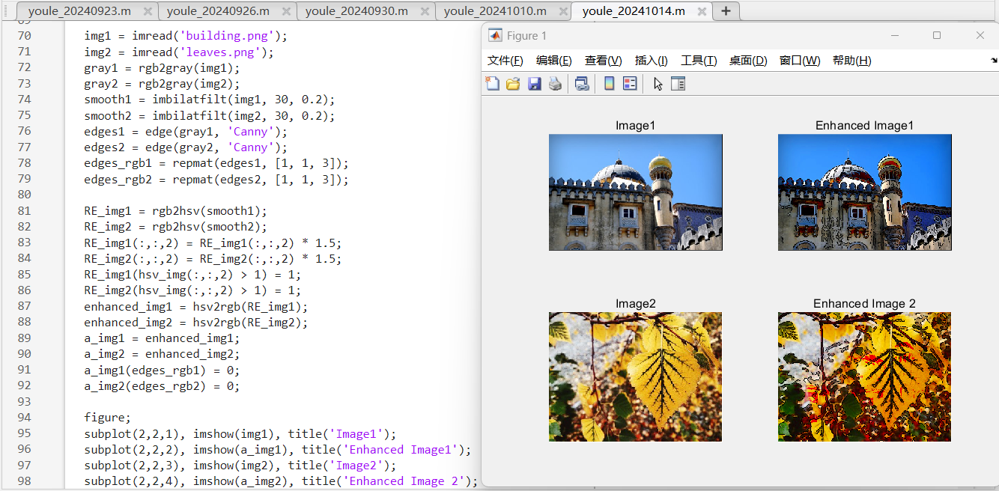 youle_20240923.m
youle_20240926.m
youle_20240930.m
youle_20241010.m
youle_20241014.m
70 img1 = imread('building.png');
71 img2 = imread('leaves.png');
72 gray1 = rgb2gray(img1);
73 gray2 = rgb2gray(img2);
74 smooth1 = imbilatfilt(img1, 30, 0.2);
75 smooth2 = imbilatfilt(img2, 30, 0.2);
76 edges1 = edge(gray1, 'Canny');
77 edges2 = edge(gray2, 'Canny');
78 edges_rgb1 = repmat(edges1, [1, 1, 3]);
79 edges_rgb2 = repmat(edges2, [1, 1, 3]);
80
81 RE_img1 = rgb2hsv(smooth1);
82 RE_img2 = rgb2hsv(smooth2);
83 RE_img1(:,:,2) = RE_img1(:,:,2) * 1.5;
84 RE_img2(:,:,2) = RE_img2(:,:,2) * 1.5;
85 RE_img1(hsv_img(:,:,2) > 1) = 1;
86 RE_img2(hsv_img(:,:,2) > 1) = 1;
87 enhanced_img1 = hsv2rgb(RE_img1);
88 enhanced_img2 = hsv2rgb(RE_img2);
89 a_img1 = enhanced_img1;
90 a_img2 = enhanced_img2;
91 a_img1(edges_rgb1) = 0;
92 a_img2(edges_rgb2) = 0;
93
94 figure;
95 subplot(2,2,1), imshow(img1), title('Image1');
96 subplot(2,2,2), imshow(a_img1), title('Enhanced Image1');
97 subplot(2,2,3), imshow(img2), title('Image2');
98 subplot(2,2,4), imshow(a_img2), title('Enhanced Image 2');
Figure 1
文件(F) 编辑(E) 查看(V) 插入(I) 工具(T) 桌面(D) 窗口(W) 帮助(H)
Image1
Enhanced Image1
Image2
Enhanced Image 2